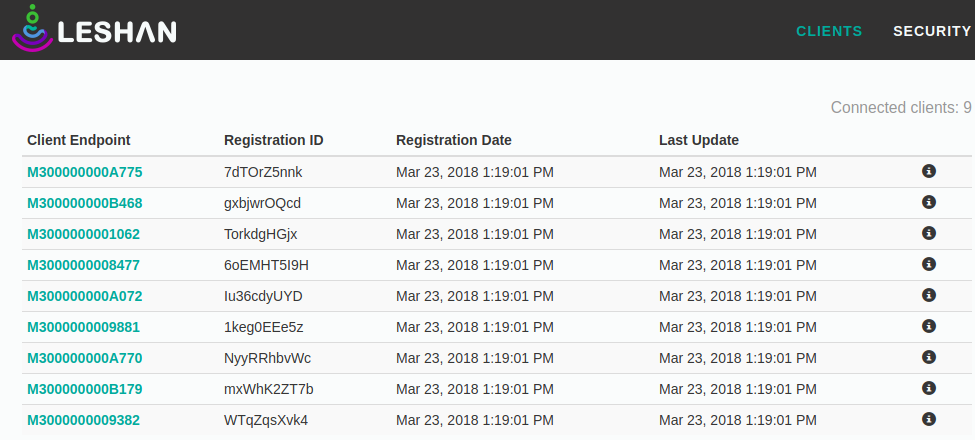 LESHAN CLIENTS SECURITY
Connected clients: 9
Client Endpoint Registration ID Registration Date Last Update
M300000000A775 7dTOrZ5nnk Mar 23, 2018 1:19:01 PM Mar 23, 2018 1:19:01 PM
M300000000B468 gxbjwrOQcd Mar 23, 2018 1:19:01 PM Mar 23, 2018 1:19:01 PM
M3000000001062 TorkdgHGjx Mar 23, 2018 1:19:01 PM Mar 23, 2018 1:19:01 PM
M3000000008477 6oEMHT5I9H Mar 23, 2018 1:19:01 PM Mar 23, 2018 1:19:01 PM
M300000000A072 Iu36cdyUYD Mar 23, 2018 1:19:01 PM Mar 23, 2018 1:19:01 PM
M3000000009881 1keg0EEe5z Mar 23, 2018 1:19:01 PM Mar 23, 2018 1:19:01 PM
M300000000A770 NyyRRhbvWc Mar 23, 2018 1:19:01 PM Mar 23, 2018 1:19:01 PM
M300000000B179 mxWhK2ZT7b Mar 23, 2018 1:19:01 PM Mar 23, 2018 1:19:01 PM
M3000000009382 WTqZqsXvk4 Mar 23, 2018 1:19:01 PM Mar 23, 2018 1:19:01 PM